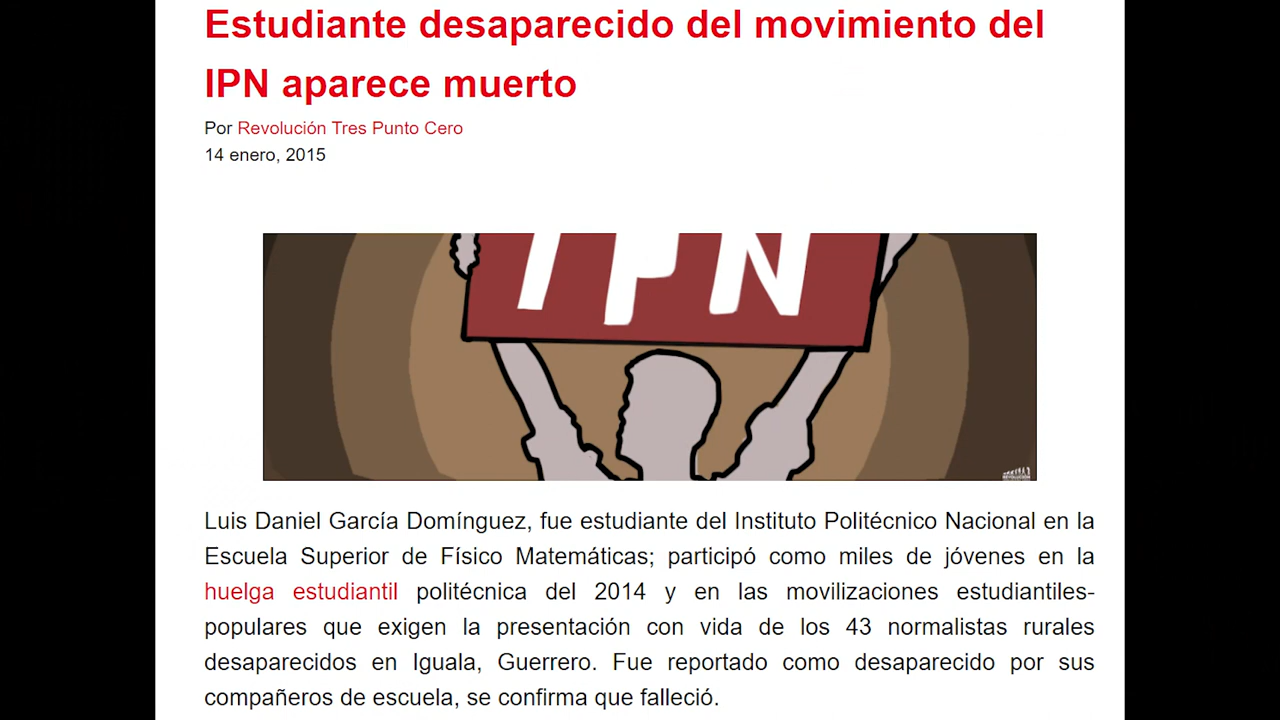 Estudiante desaparecido del movimiento del
IPN aparece muerto
Por Revolución Tres Punto Cero
14 enero, 2015
IPN
Luis Daniel García Domínguez, fue estudiante del Instituto Politécnico Nacional en la
Escuela Superior de Físico Matemáticas; participó como miles de jóvenes en la
huelga estudiantil politécnica del 2014 y en las movilizaciones estudiantiles-
populares que exigen la presentación con vida de los 43 normalistas rurales
desaparecidos en Iguala, Guerrero. Fue reportado como desaparecido por sus
compañeros de escuela, se confirma que falleció.